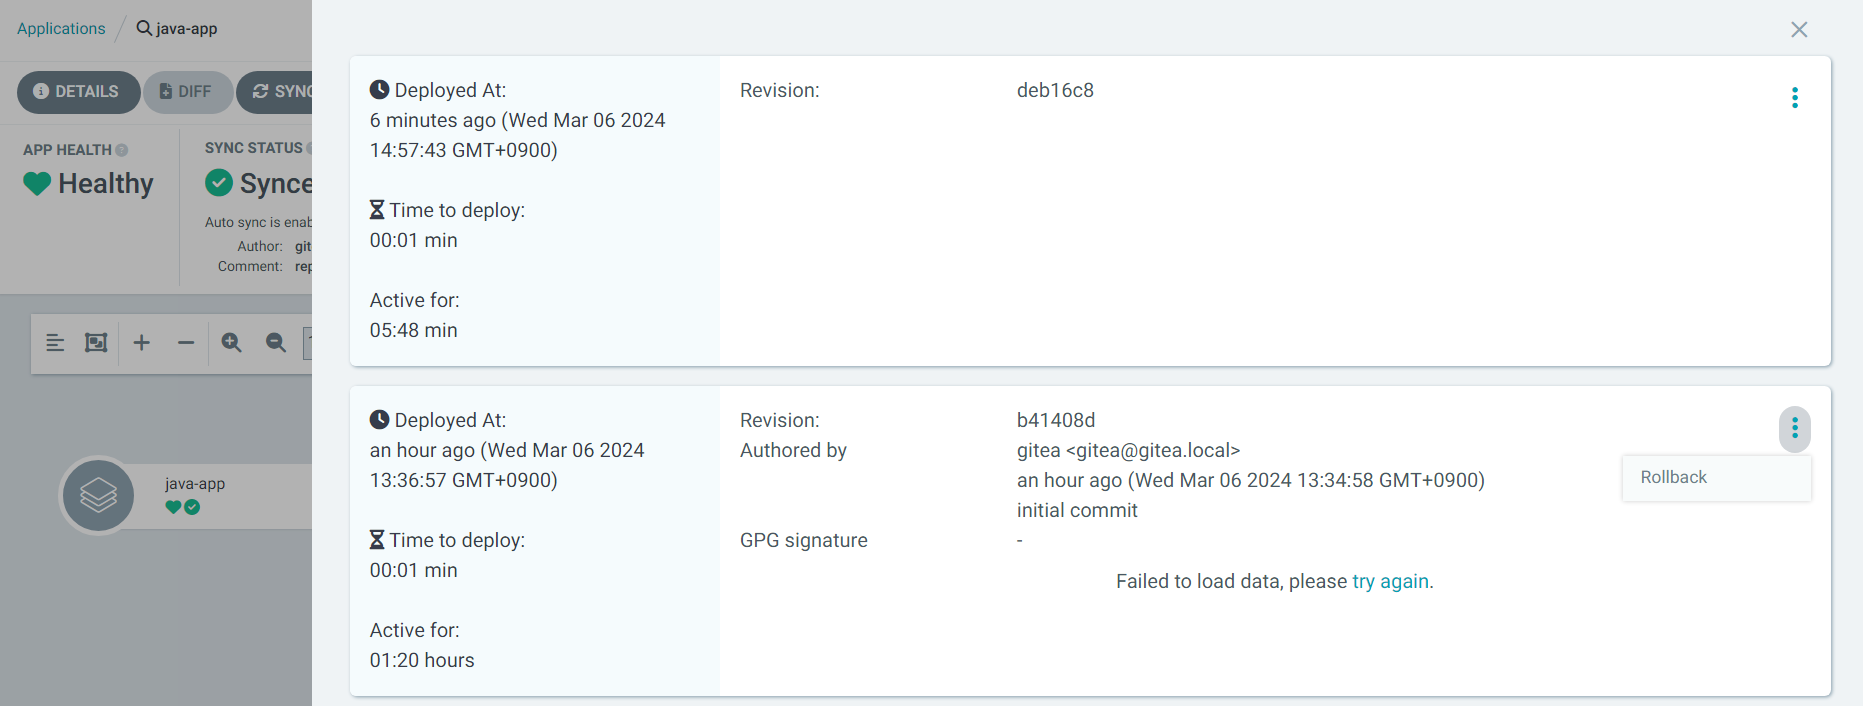 Applications / java-app
DETAILS DIFF SYNC
APP HEALTH
Healthy
SYNC STATUS
Synce
Auto sync is enab
Author: git
Comment: rep
java-app
Deployed At:
6 minutes ago (Wed Mar 06 2024
14:57:43 GMT+0900)
Time to deploy:
00:01 min
Active for:
05:48 min
Revision: deb16c8
Deployed At:
an hour ago (Wed Mar 06 2024
13:36:57 GMT+0900)
Time to deploy:
00:01 min
Active for:
01:20 hours
Revision: b41408d
Authored by gitea <gitea@gitea.local>
an hour ago (Wed Mar 06 2024 13:34:58 GMT+0900)
initial commit
GPG signature -
Failed to load data, please try again.
Rollback